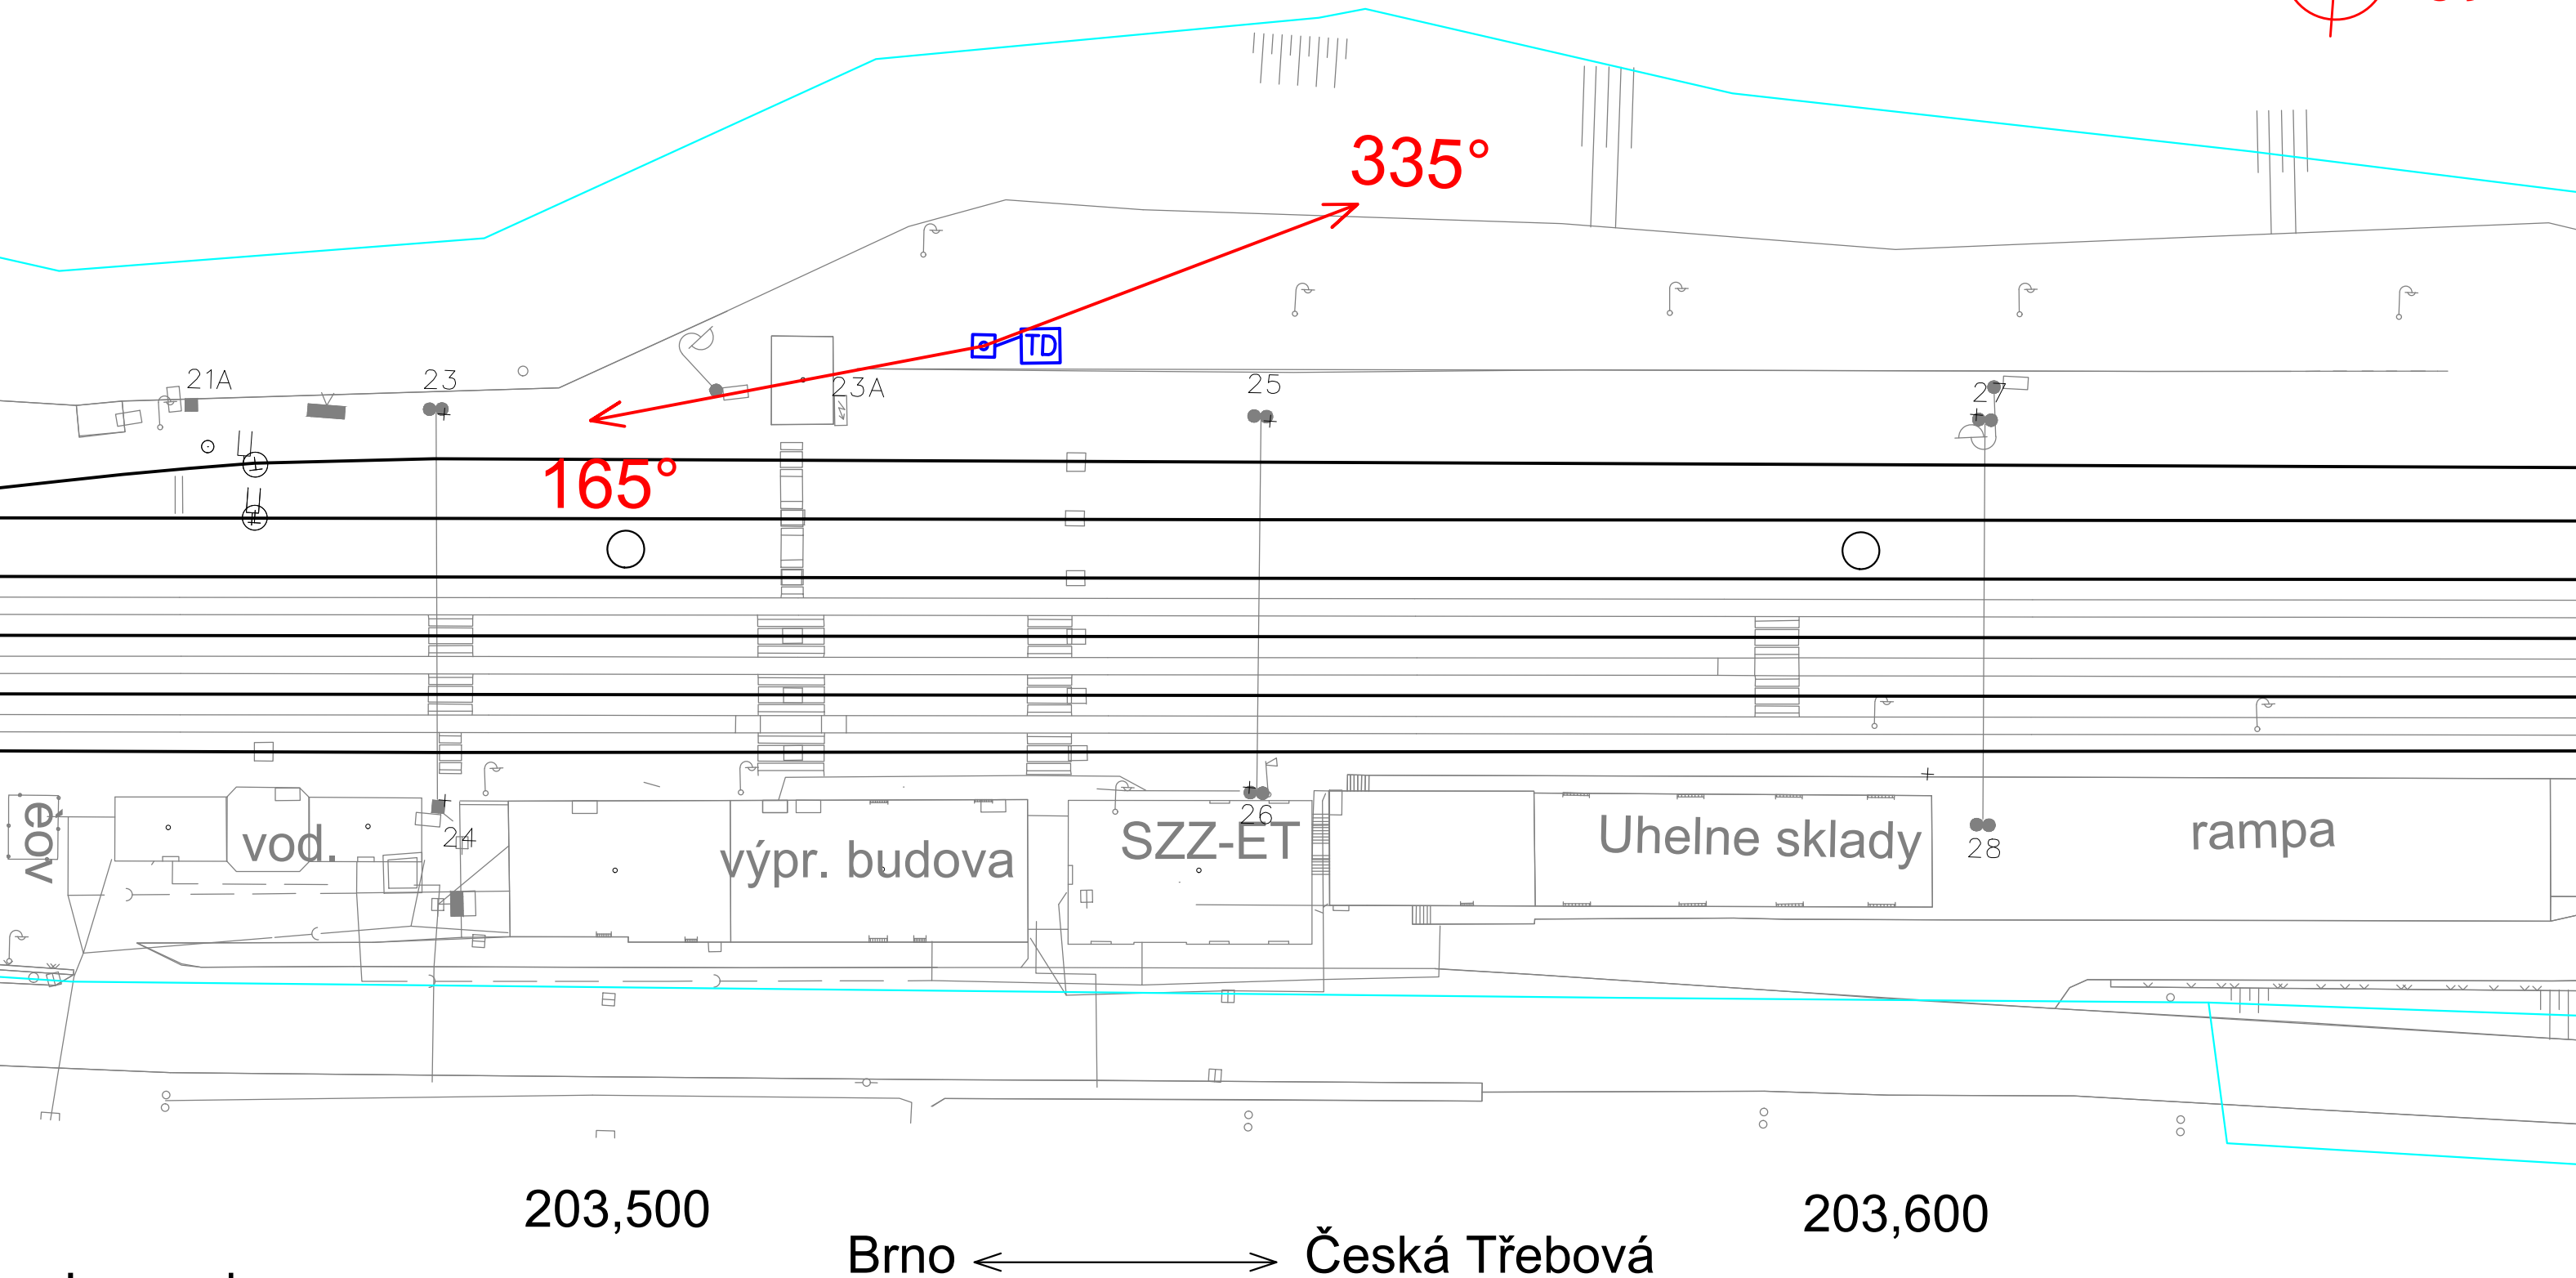 335°
TD
21A
23
23A
25
27
165°
eov
vod.
24
výpr. budova
SZZ-ET
26
Uhelne sklady
28
rampa
203,500
203,600
Brno
Česká Třebová